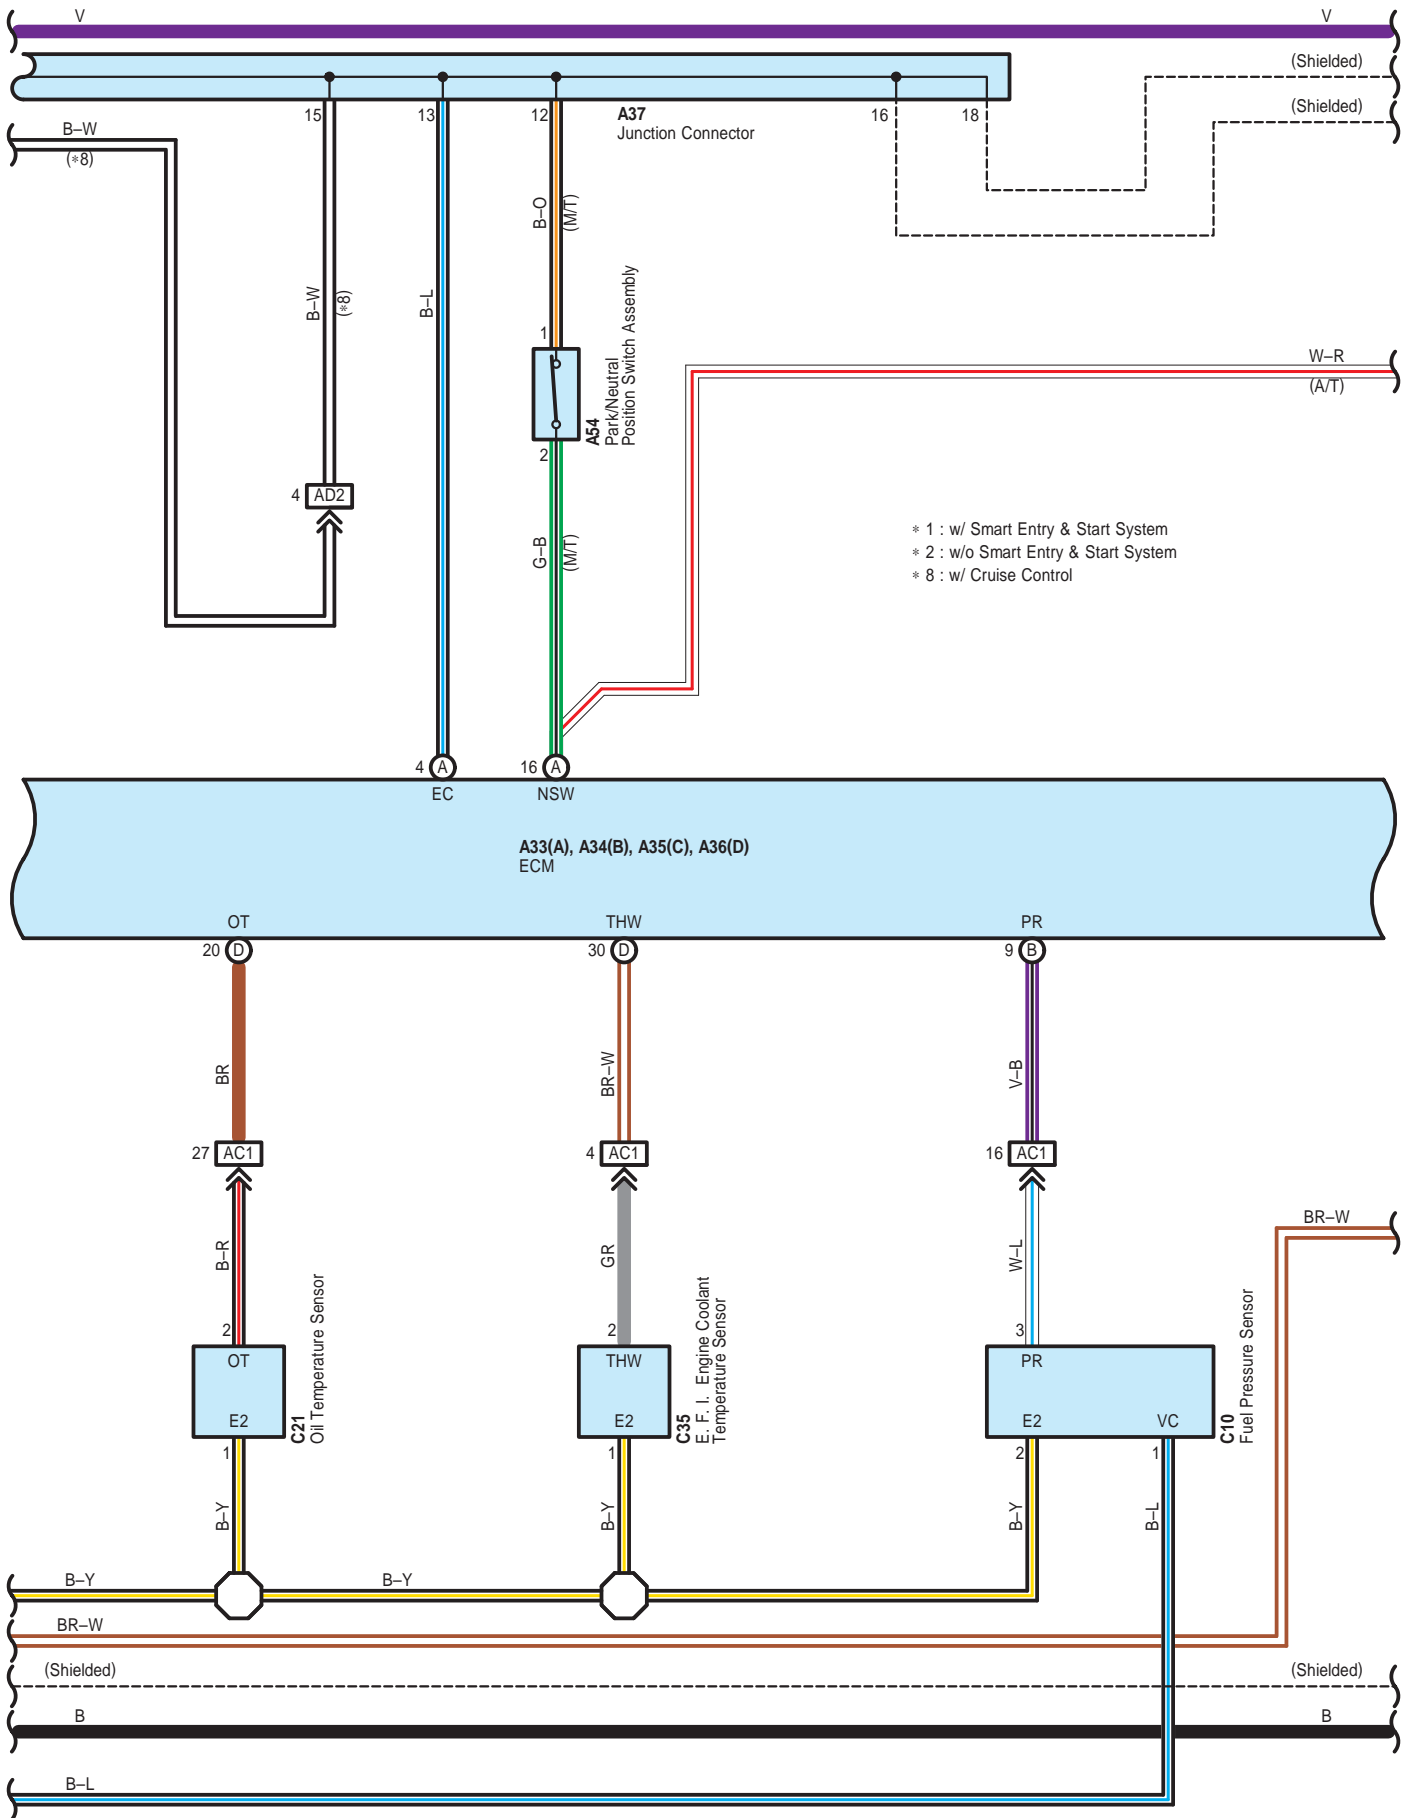 V
V
(Shielded)
(Shielded)
15
13
12
A37
Junction Connector
16
18
B–W
(*8)
B–W
(*8)
B–L
B–O
(M/T)
1
A54
Park/Neutral
Position Switch Assembly
2
W–R
(A/T)
4
AD2
G–B
(M/T)
* 1 : w/ Smart Entry & Start System
* 2 : w/o Smart Entry & Start System
* 8 : w/ Cruise Control
4
A
16
A
EC
NSW
A33(A), A34(B), A35(C), A36(D)
ECM
OT
THW
PR
20
D
30
D
9
B
BR
BR–W
V–B
27
AC1
4
AC1
16
AC1
B–R
GR
W–L
BR–W
2
2
3
OT
E2
C21
Oil Temperature Sensor
THW
E2
C35
E. F. I. Engine Coolant
Temperature Sensor
PR
E2
VC
C10
Fuel Pressure Sensor
1
1
2
1
B–Y
B–Y
B–Y
B–L
B–Y
B–Y
BR–W
(Shielded)
(Shielded)
B
B
B–L